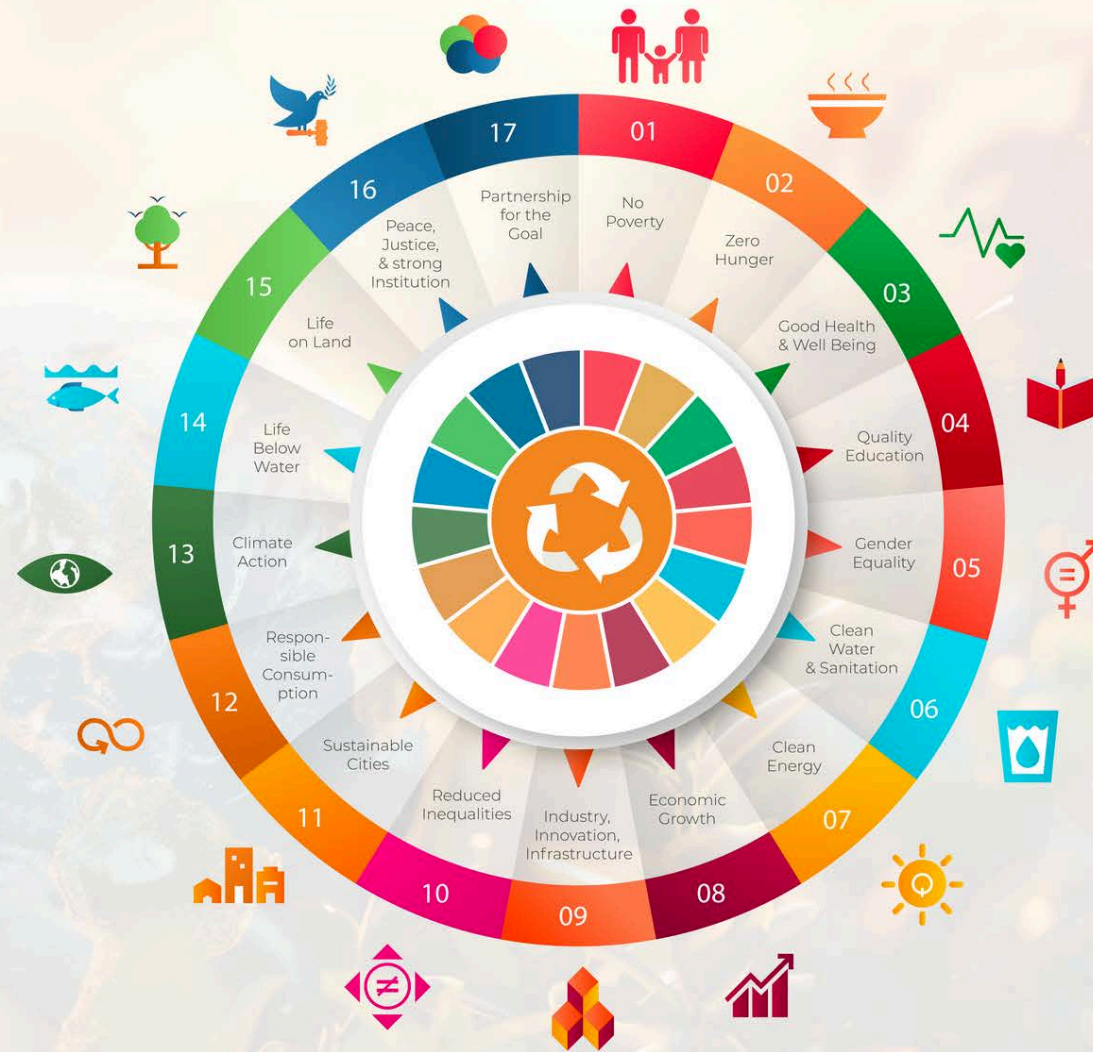 01
No
Poverty
02
Zero
Hunger
03
Good Health
& Well Being
04
Quality
Education
05
Gender
Equality
06
Clean
Water
& Sanitation
07
Clean
Energy
08
Economic
Growth
09
Industry,
Innovation,
Infrastructure
10
Reduced
Inequalities
11
Sustainable
Cities
12
Respon-
sible
Consum-
ption
13
Climate
Action
14
Life
Below
Water
15
Life
on Land
16
Peace,
Justice,
& strong
Institution
17
Partnership
for the
Goal